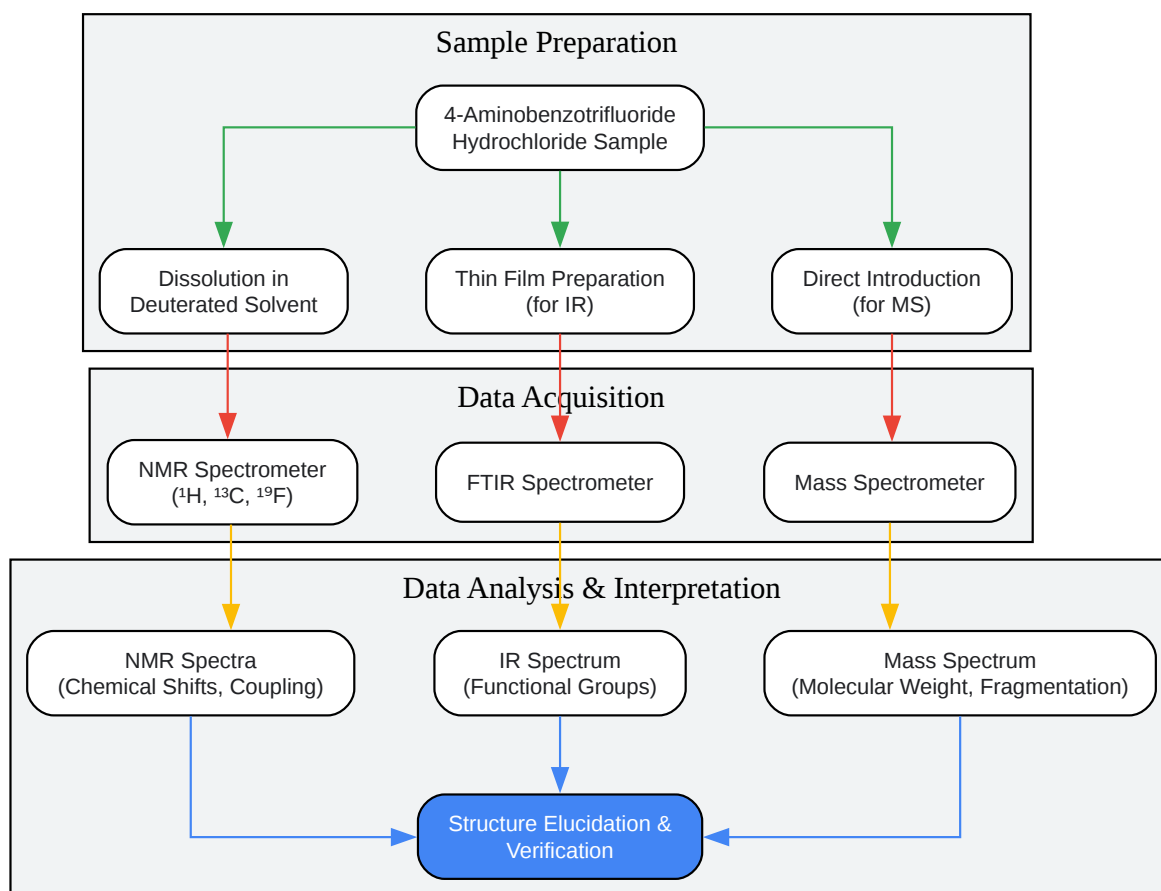 Sample Preparation
4-Aminobenzotrifluoride
Hydrochloride Sample
Dissolution in
Deuterated Solvent
Thin Film Preparation
(for IR)
Direct Introduction
(for MS)
Data Acquisition
NMR Spectrometer
(¹H, ¹³C, ¹⁹F)
FTIR Spectrometer
Mass Spectrometer
Data Analysis & Interpretation
NMR Spectra
(Chemical Shifts, Coupling)
IR Spectrum
(Functional Groups)
Mass Spectrum
(Molecular Weight, Fragmentation)
Structure Elucidation &
Verification